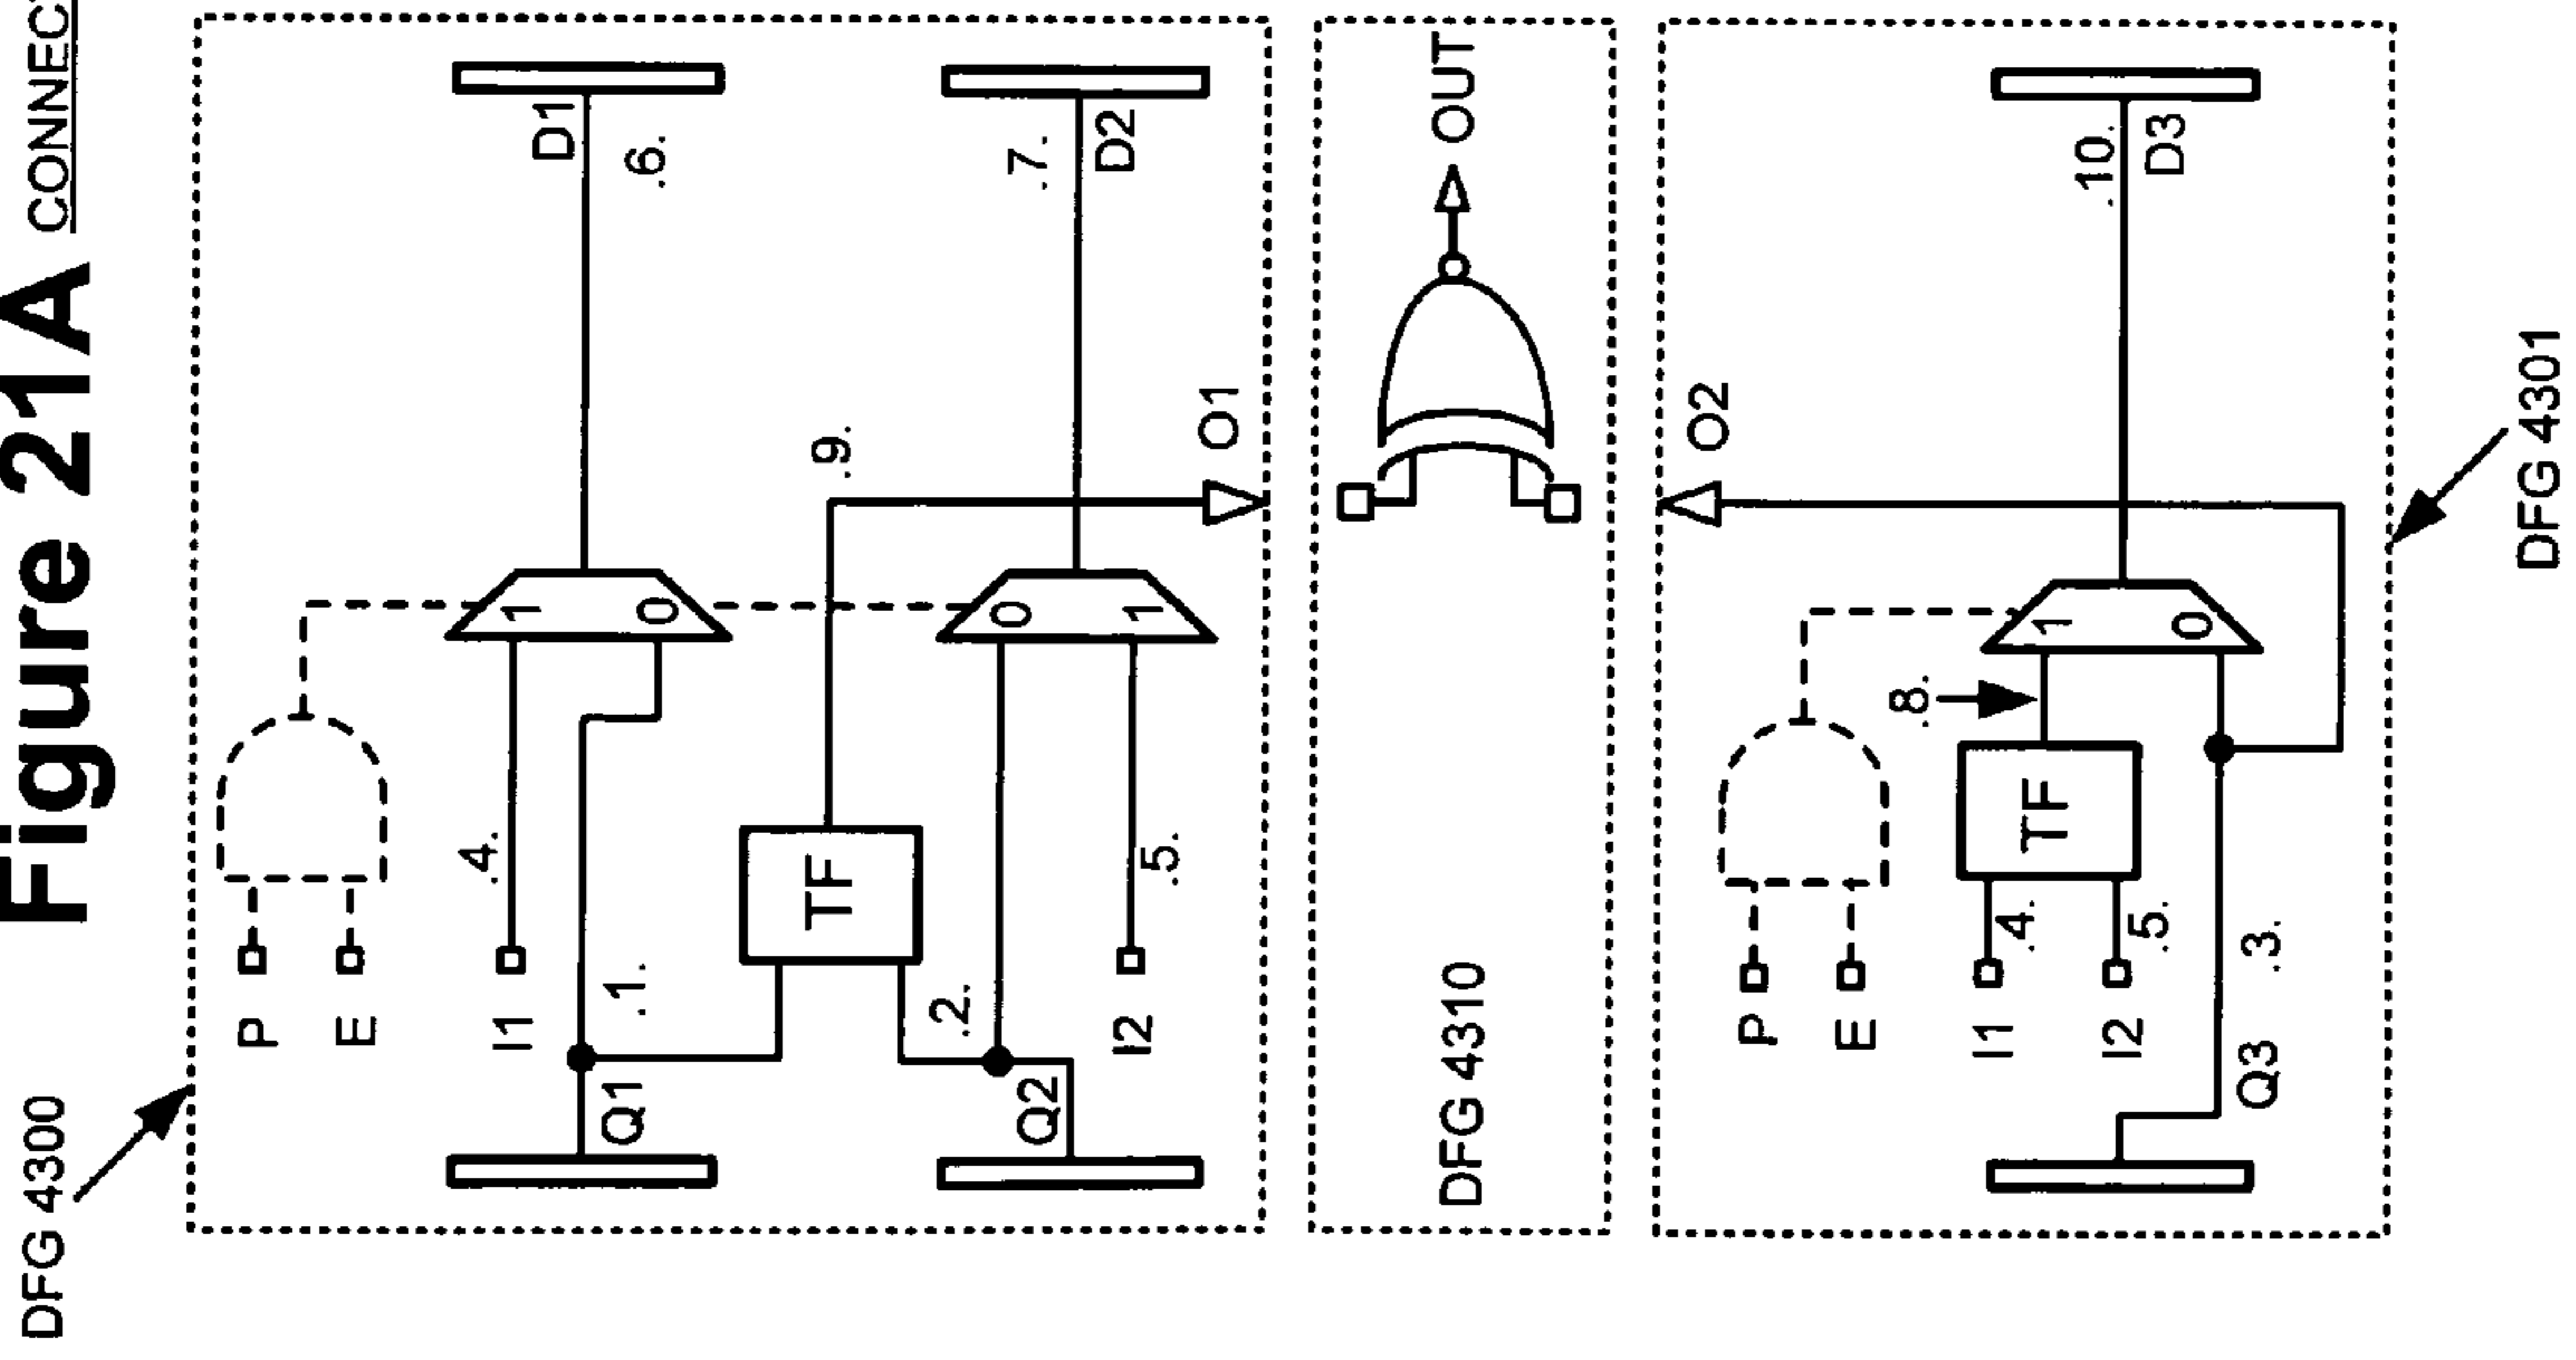 Figure 21A
CONNEC
DFG 4300
P
E
I1
.4.
Q1
.1.
1
0
D1
.6.
TF
.9.
Q2
.2.
0
1
.7.
D2
I2
.5.
O1
DFG 4310
OUT
O2
P
E
I1
.4.
I2
.5.
TF
.8.
1
0
Q3
.3.
.10.
D3
DFG 4301